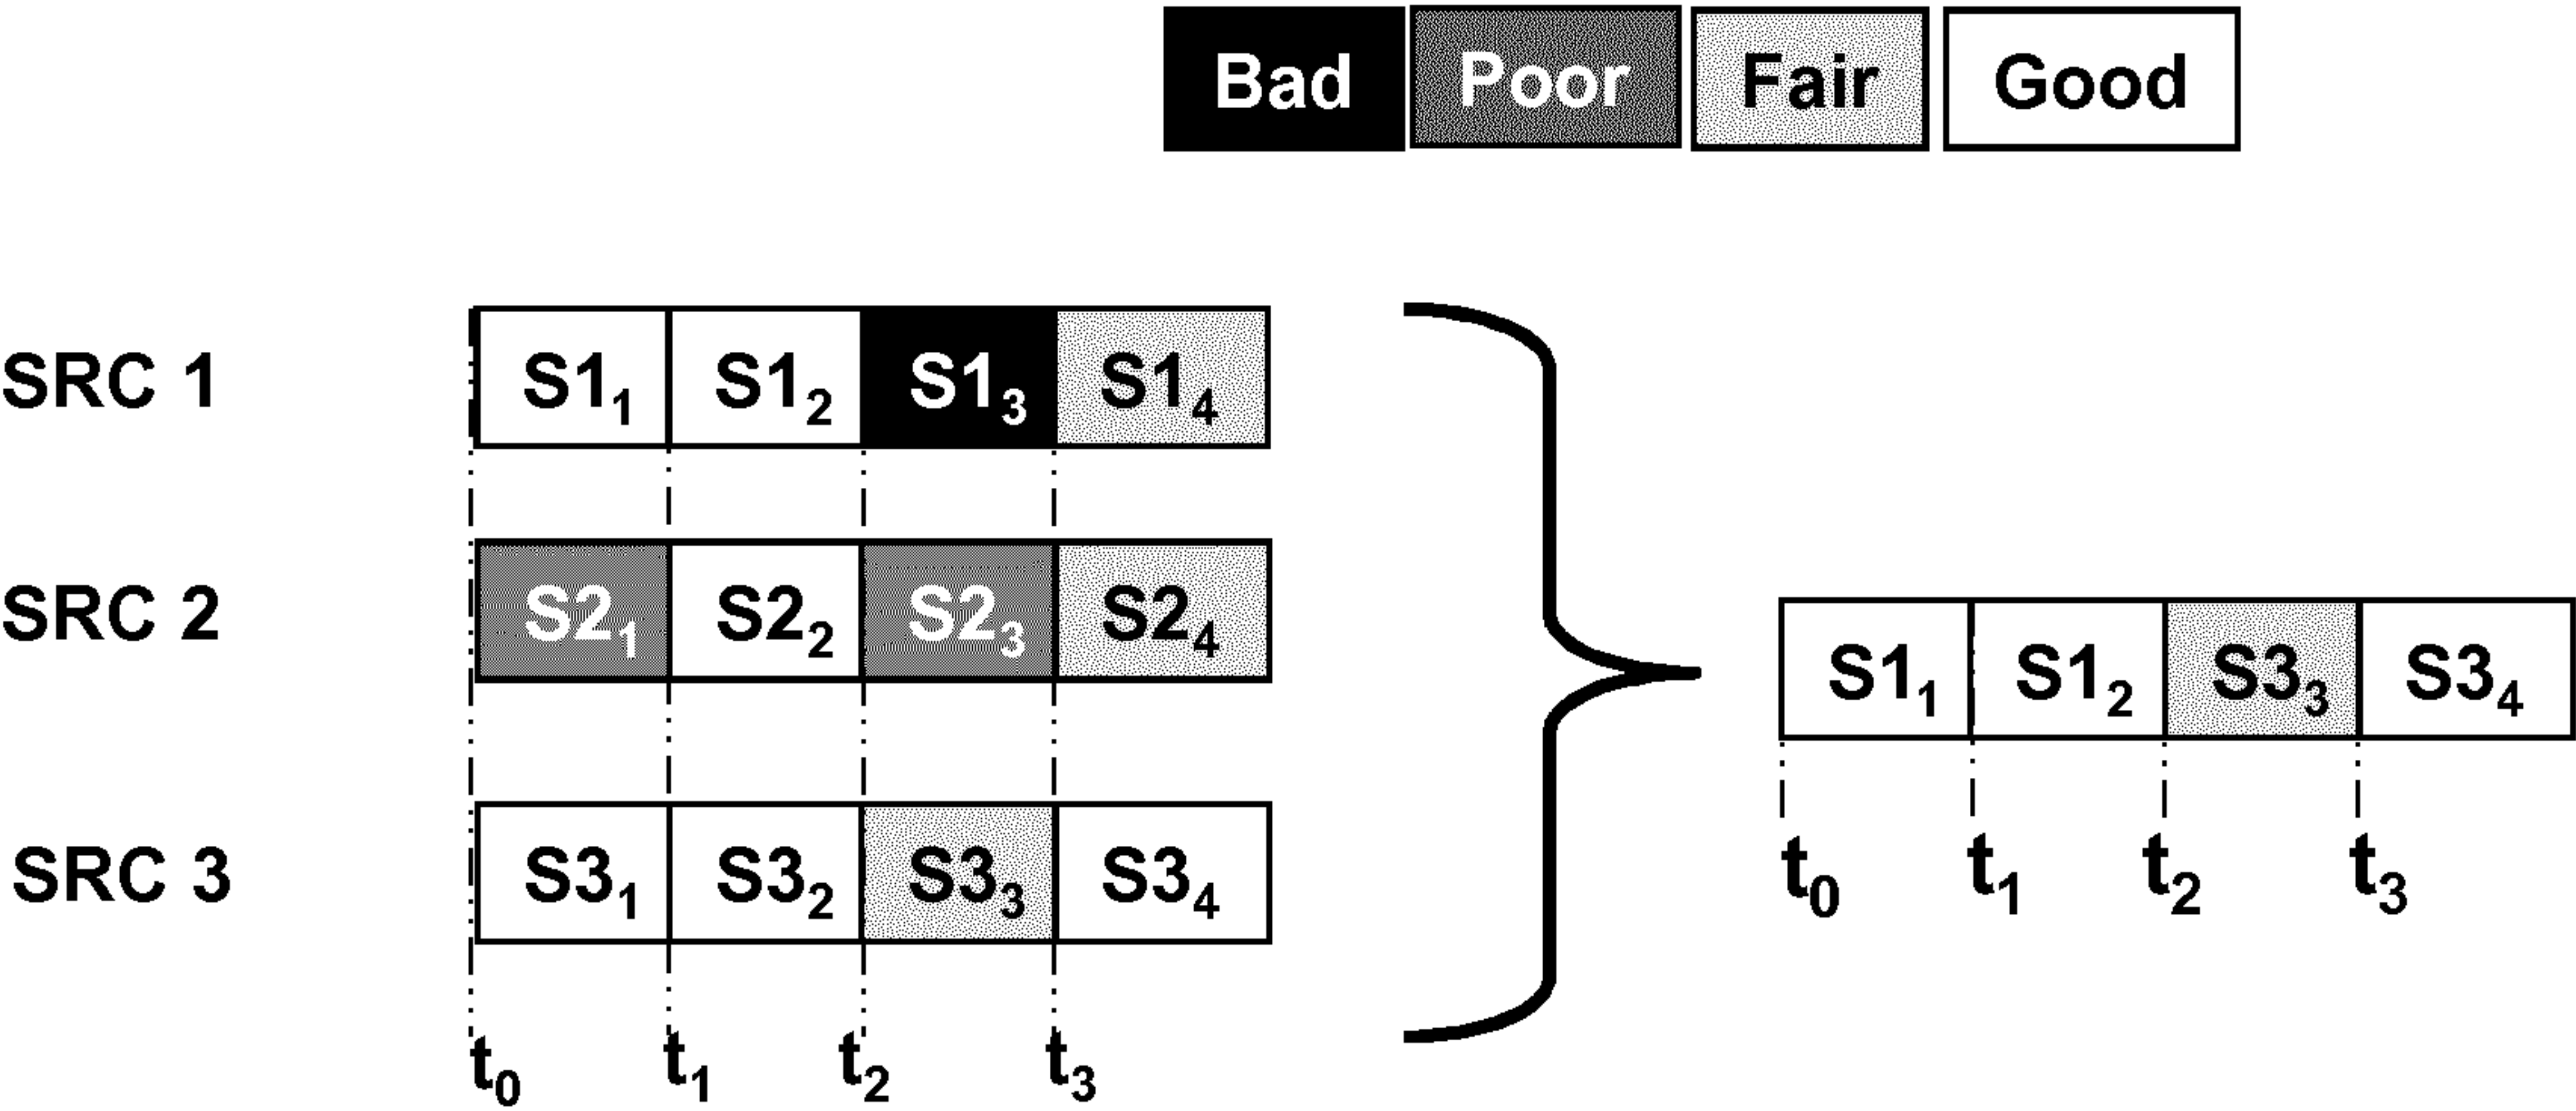 Bad Poor Fair Good
SRC 1 S1₁ S1₂ S1₃ S1₄
SRC 2 S2₁ S2₂ S2₃ S2₄
S1₁ S1₂ S3₃ S3₄
SRC 3 S3₁ S3₂ S3₃ S3₄
t₀ t₁ t₂ t₃
t₀ t₁ t₂ t₃